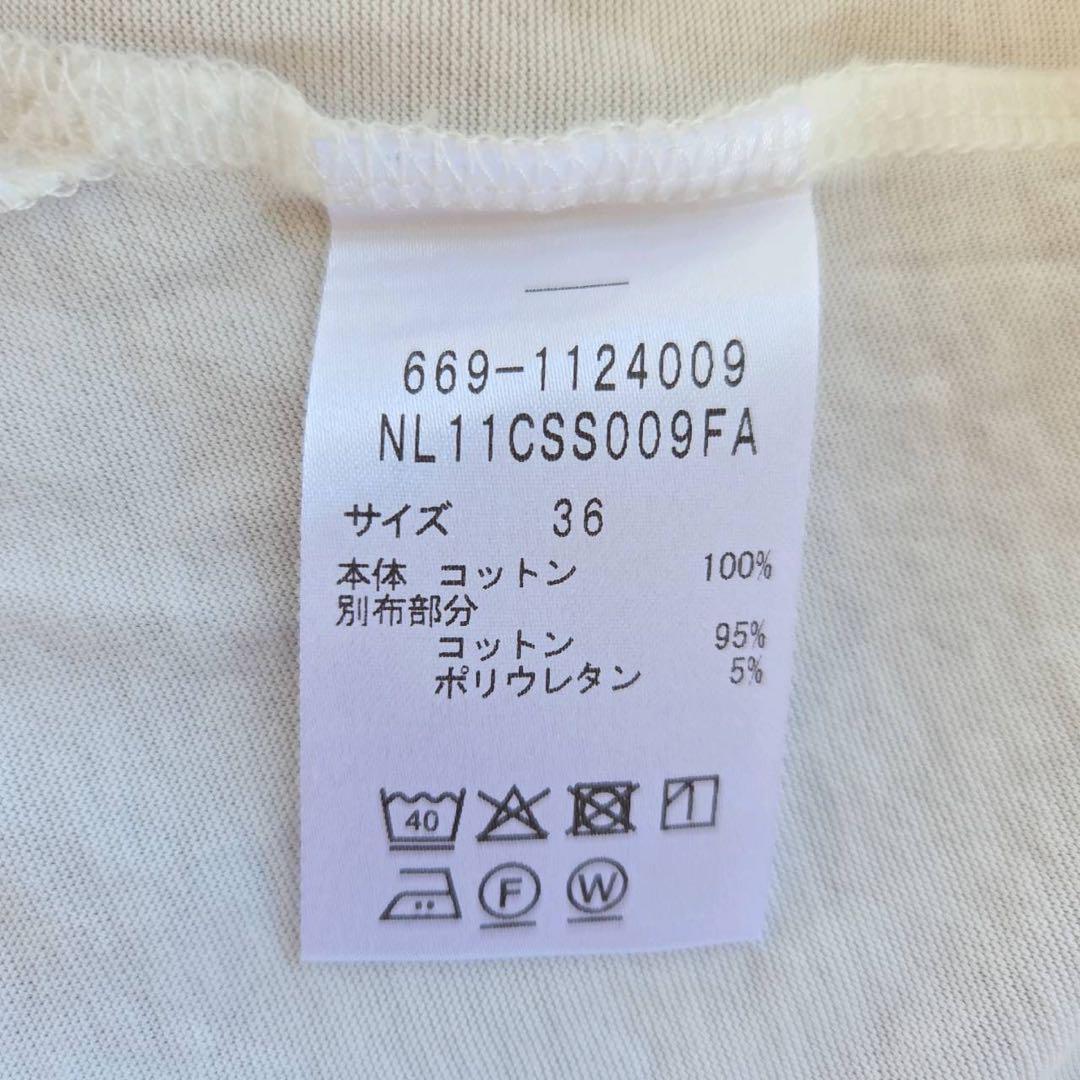 669-1124009
NL11CSS009FA
サイズ 36
本体 コットン 100%
別布部分
コットン 95%
ポリウレタン 5%
40
F W